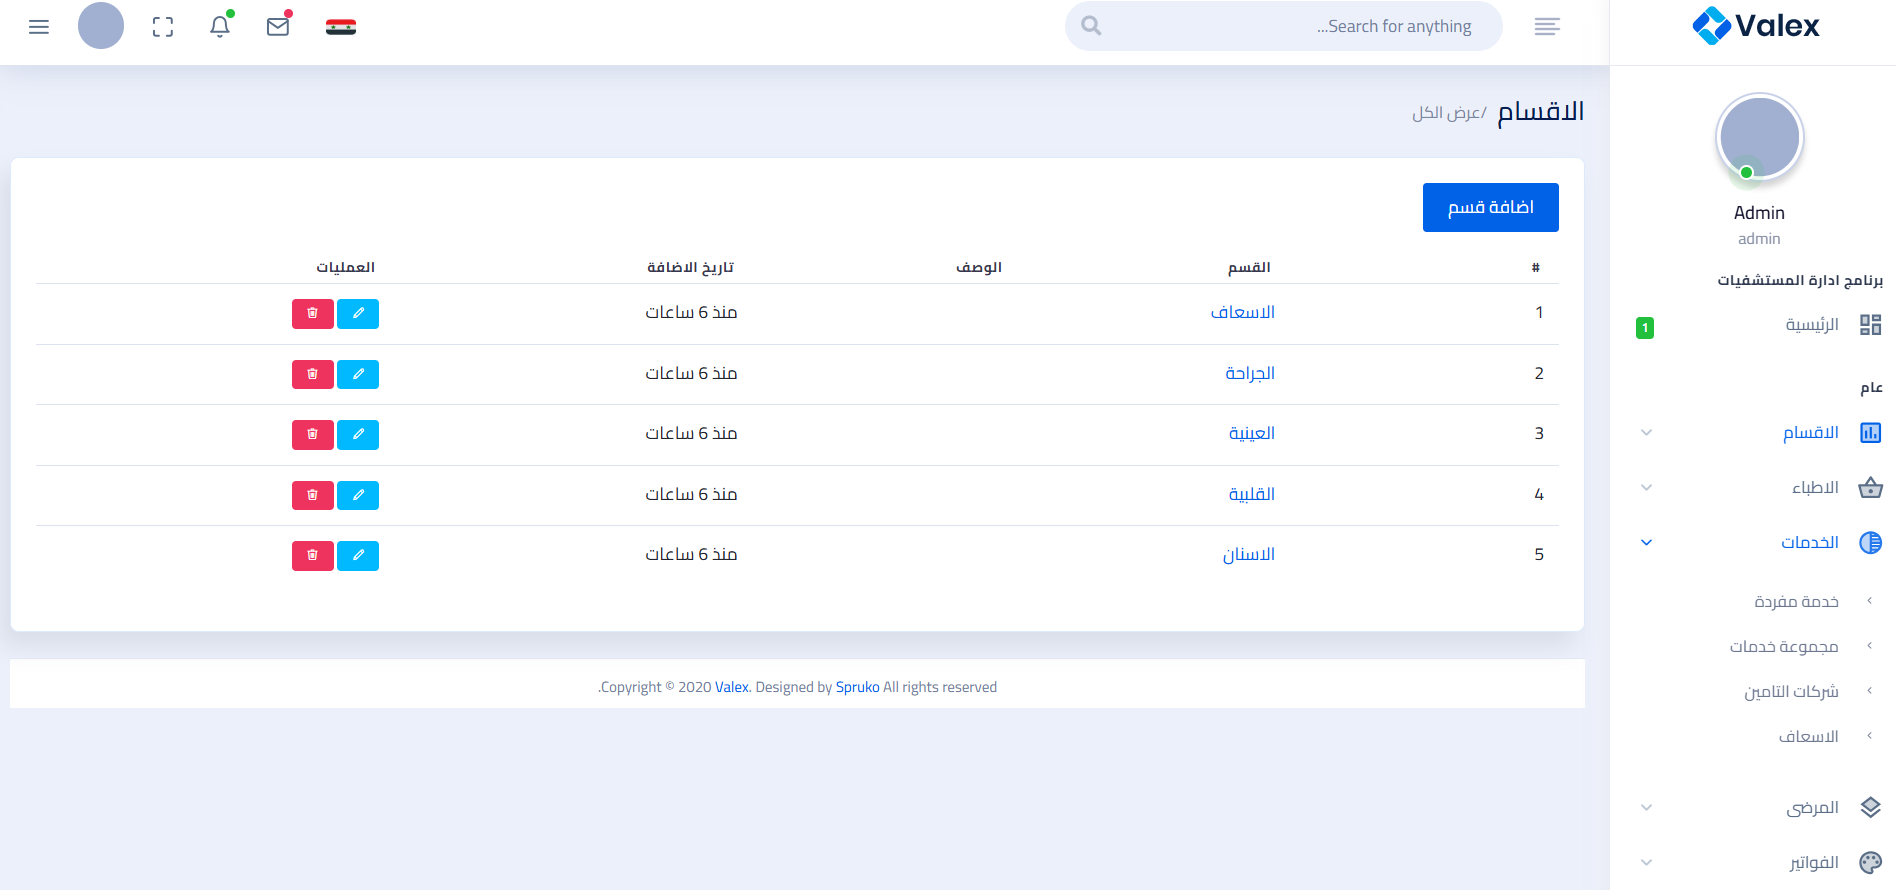 Valex
Search for anything...
Admin
admin
برنامج ادارة المستشفيات
الرئيسية
1
عام
الاقسام
الاطباء
الخدمات
خدمة مفردة
مجموعة خدمات
شركات التامين
الاسعاف
المرضى
الفواتير
الاقسام /عرض الكل
اضافة قسم
# القسم الوصف تاريخ الاضافة العمليات
1 الاسعاف منذ 6 ساعات
2 الجراحة منذ 6 ساعات
3 العينية منذ 6 ساعات
4 القلبية منذ 6 ساعات
5 الاسنان منذ 6 ساعات
Copyright © 2020 Valex. Designed by Spruko All rights reserved.